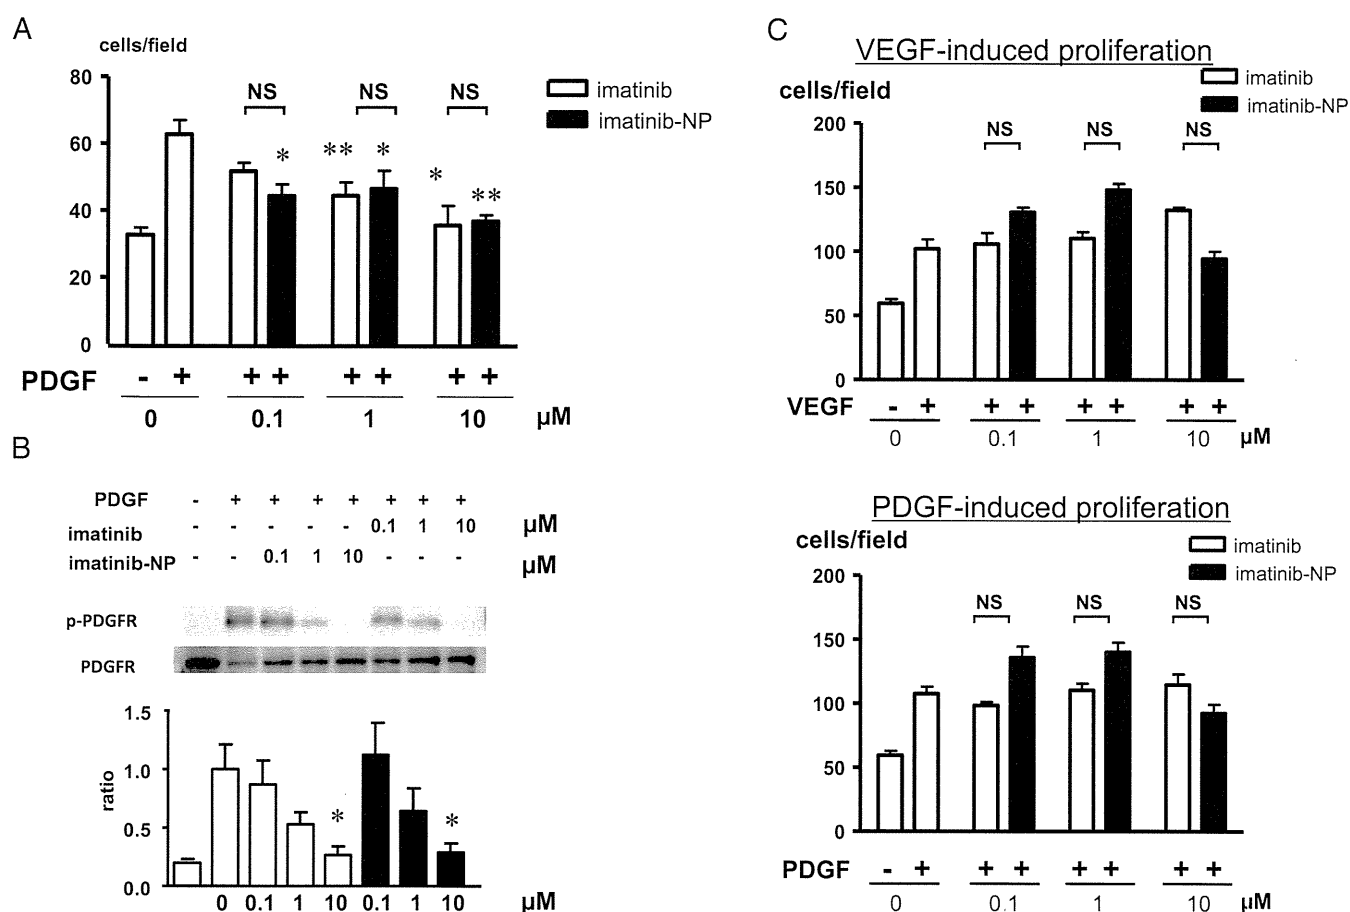 A
cells/field
80
60
40
20
0
NS NS NS
* ** * * **
imatinib
imatinib-NP
PDGF - + + + + + + +
0 0.1 1 10 µM
B
PDGF - + + + + + + +
imatinib - - - - - 0.1 1 10 µM
imatinib-NP - - 0.1 1 10 - - - µM
p-PDGFR
PDGFR
1.5
1.0
0.5
0.0
ratio
* *
0 0.1 1 10 0.1 1 10 µM
C
VEGF-induced proliferation
cells/field
imatinib
imatinib-NP
200
150
100
50
0
NS NS NS
VEGF - + + + + + + +
0 0.1 1 10 µM
PDGF-induced proliferation
cells/field
imatinib
imatinib-NP
200
150
100
50
0
NS NS NS
PDGF - + + + + + + +
0 0.1 1 10 µM